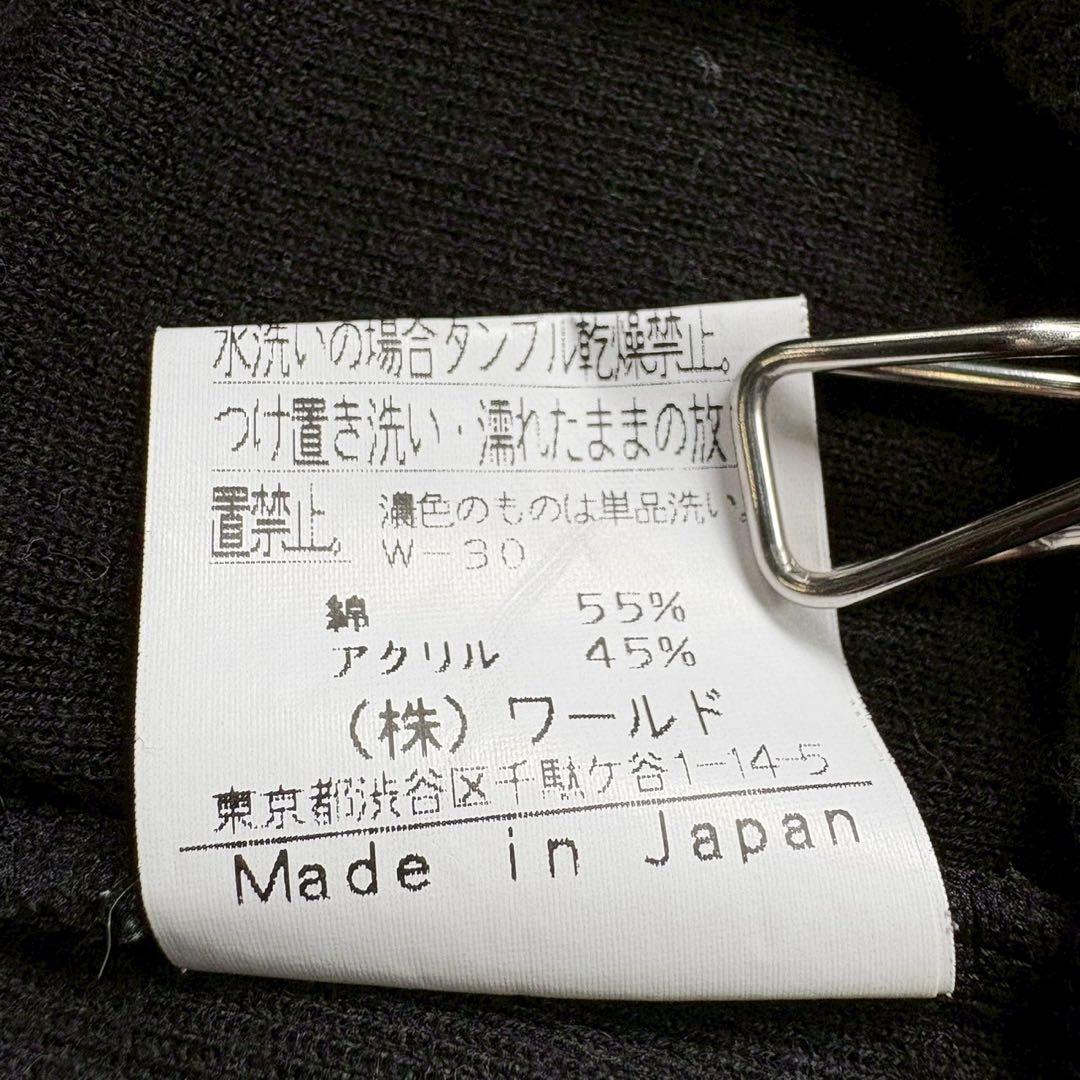 水洗いの場合タンブル乾燥禁止。
つけ置き洗い・濡れたままの放
置禁止。 濃色のものは単品洗い。
W-30
綿 55%
アクリル 45%
(株) ワールド
東京都渋谷区千駄ケ谷1-14-5
Made in Japan